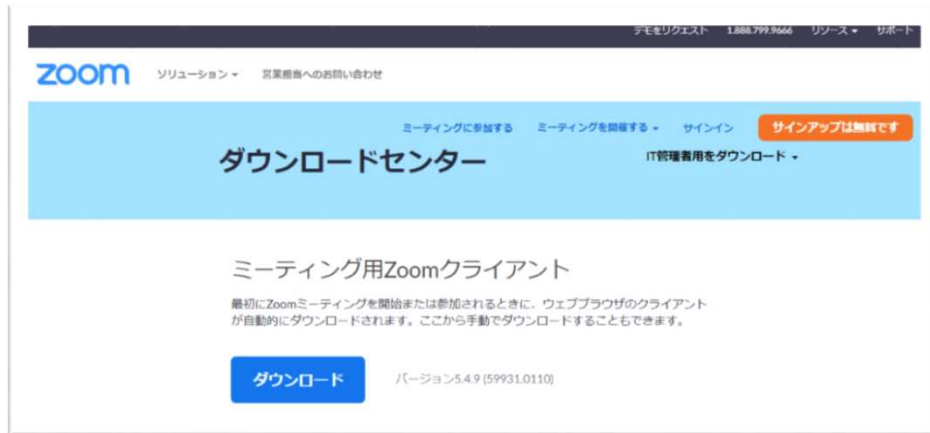 デモをリクエスト 1.888.799.9666 リソース サポート
zoom ソリューション 営業担当へのお問い合わせ
ミーティングに参加する ミーティングを開催する サインイン サインアップは無料です
ダウンロードセンター IT管理者用をダウンロード
ミーティング用Zoomクライアント
最初にZoomミーティングを開始または参加されるときに、ウェブブラウザのクライアント
が自動的にダウンロードされます。ここから手動でダウンロードすることもできます。
ダウンロード バージョン5.4.9 (59931.0110)